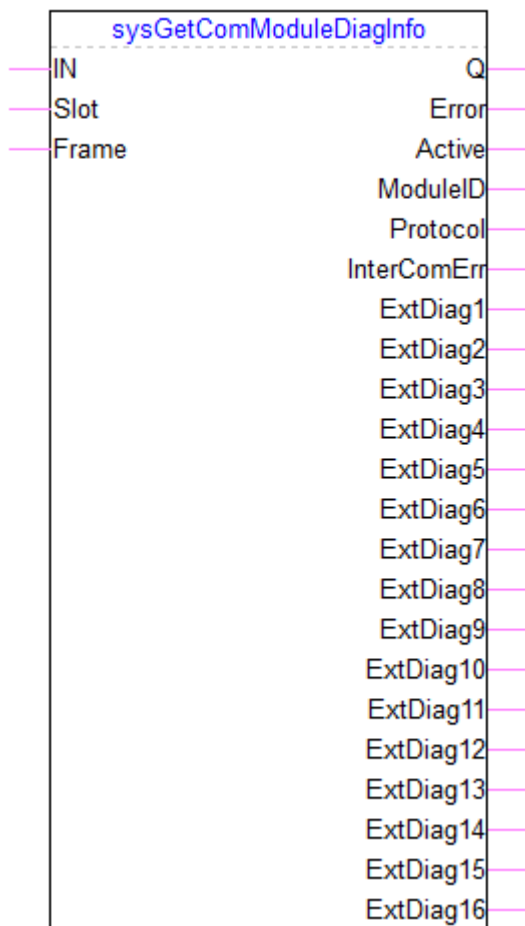 sysGetComModuleDiagInfo
IN Q
Slot Error
Frame Active
ModuleID
Protocol
InterComErr
ExtDiag1
ExtDiag2
ExtDiag3
ExtDiag4
ExtDiag5
ExtDiag6
ExtDiag7
ExtDiag8
ExtDiag9
ExtDiag10
ExtDiag11
ExtDiag12
ExtDiag13
ExtDiag14
ExtDiag15
ExtDiag16